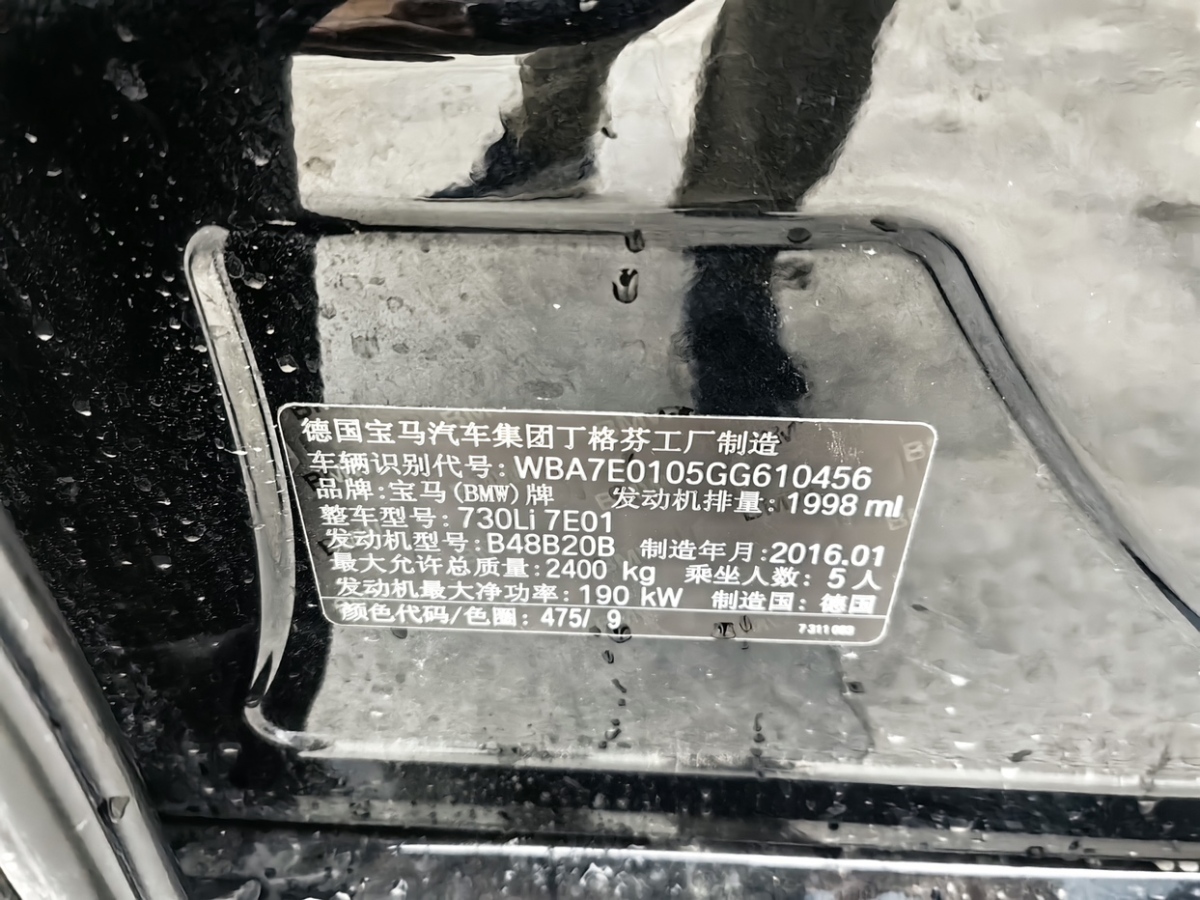 德国宝马汽车集团丁格芬工厂制造
车辆识别代号: WBA7E0105GG610456
品牌:宝马(BMW)牌 发动机排量: 1998 ml
整车型号: 730Li 7E01
发动机型号:B48B20B 制造年月:2016.01
最大允许总质量:2400 kg 乘坐人数: 5人
发动机最大净功率: 190 kW 制造国: 德国
颜色代码/色圈: 475/ 9